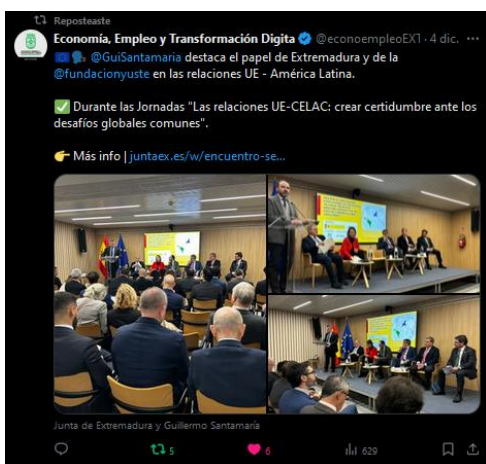 Reposteaste
Economía, Empleo y Transformación Digita @econoempleoEXT · 4 dic. ···
@GuiSantamaria destaca el papel de Extremadura y de la
@fundacionyuste en las relaciones UE - América Latina.
Durante las Jornadas "Las relaciones UE-CELAC: crear certidumbre ante los
desafíos globales comunes".
Más info | juntaex.es/w/encuentro-se...
Junta de Extremadura y Guillermo Santamaría
5 6 629